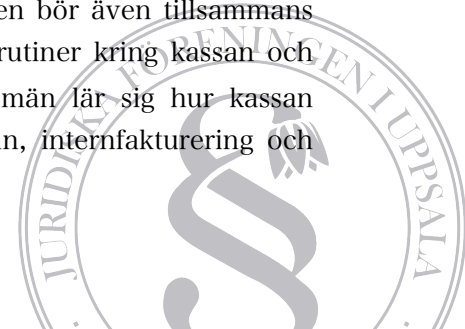 en bör även tillsammans
rutiner kring kassan och
män lär sig hur kassan
n, internfakturering och
JURIDISKA FÖRENINGEN I UPPSALA
§